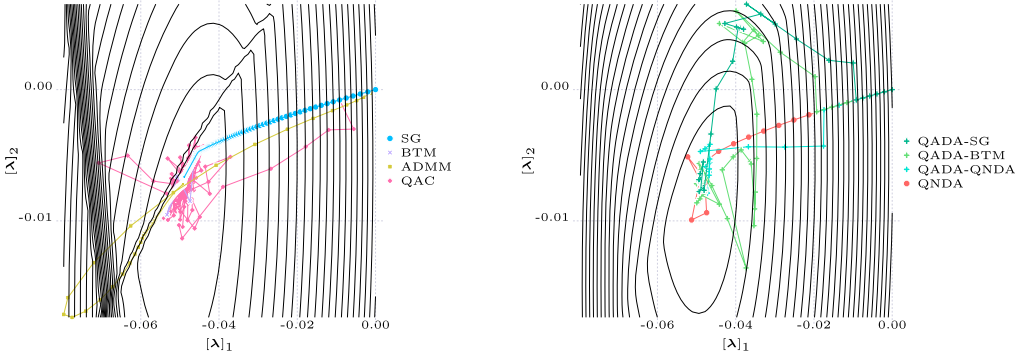 0.00
-0.01
[λ]₂
-0.06
-0.04
-0.02
0.00
[λ]₁
SG
BTM
ADMM
QAC
0.00
-0.01
[λ]₂
-0.06
-0.04
-0.02
0.00
[λ]₁
QADA-SG
QADA-BTM
QADA-QNDA
QNDA